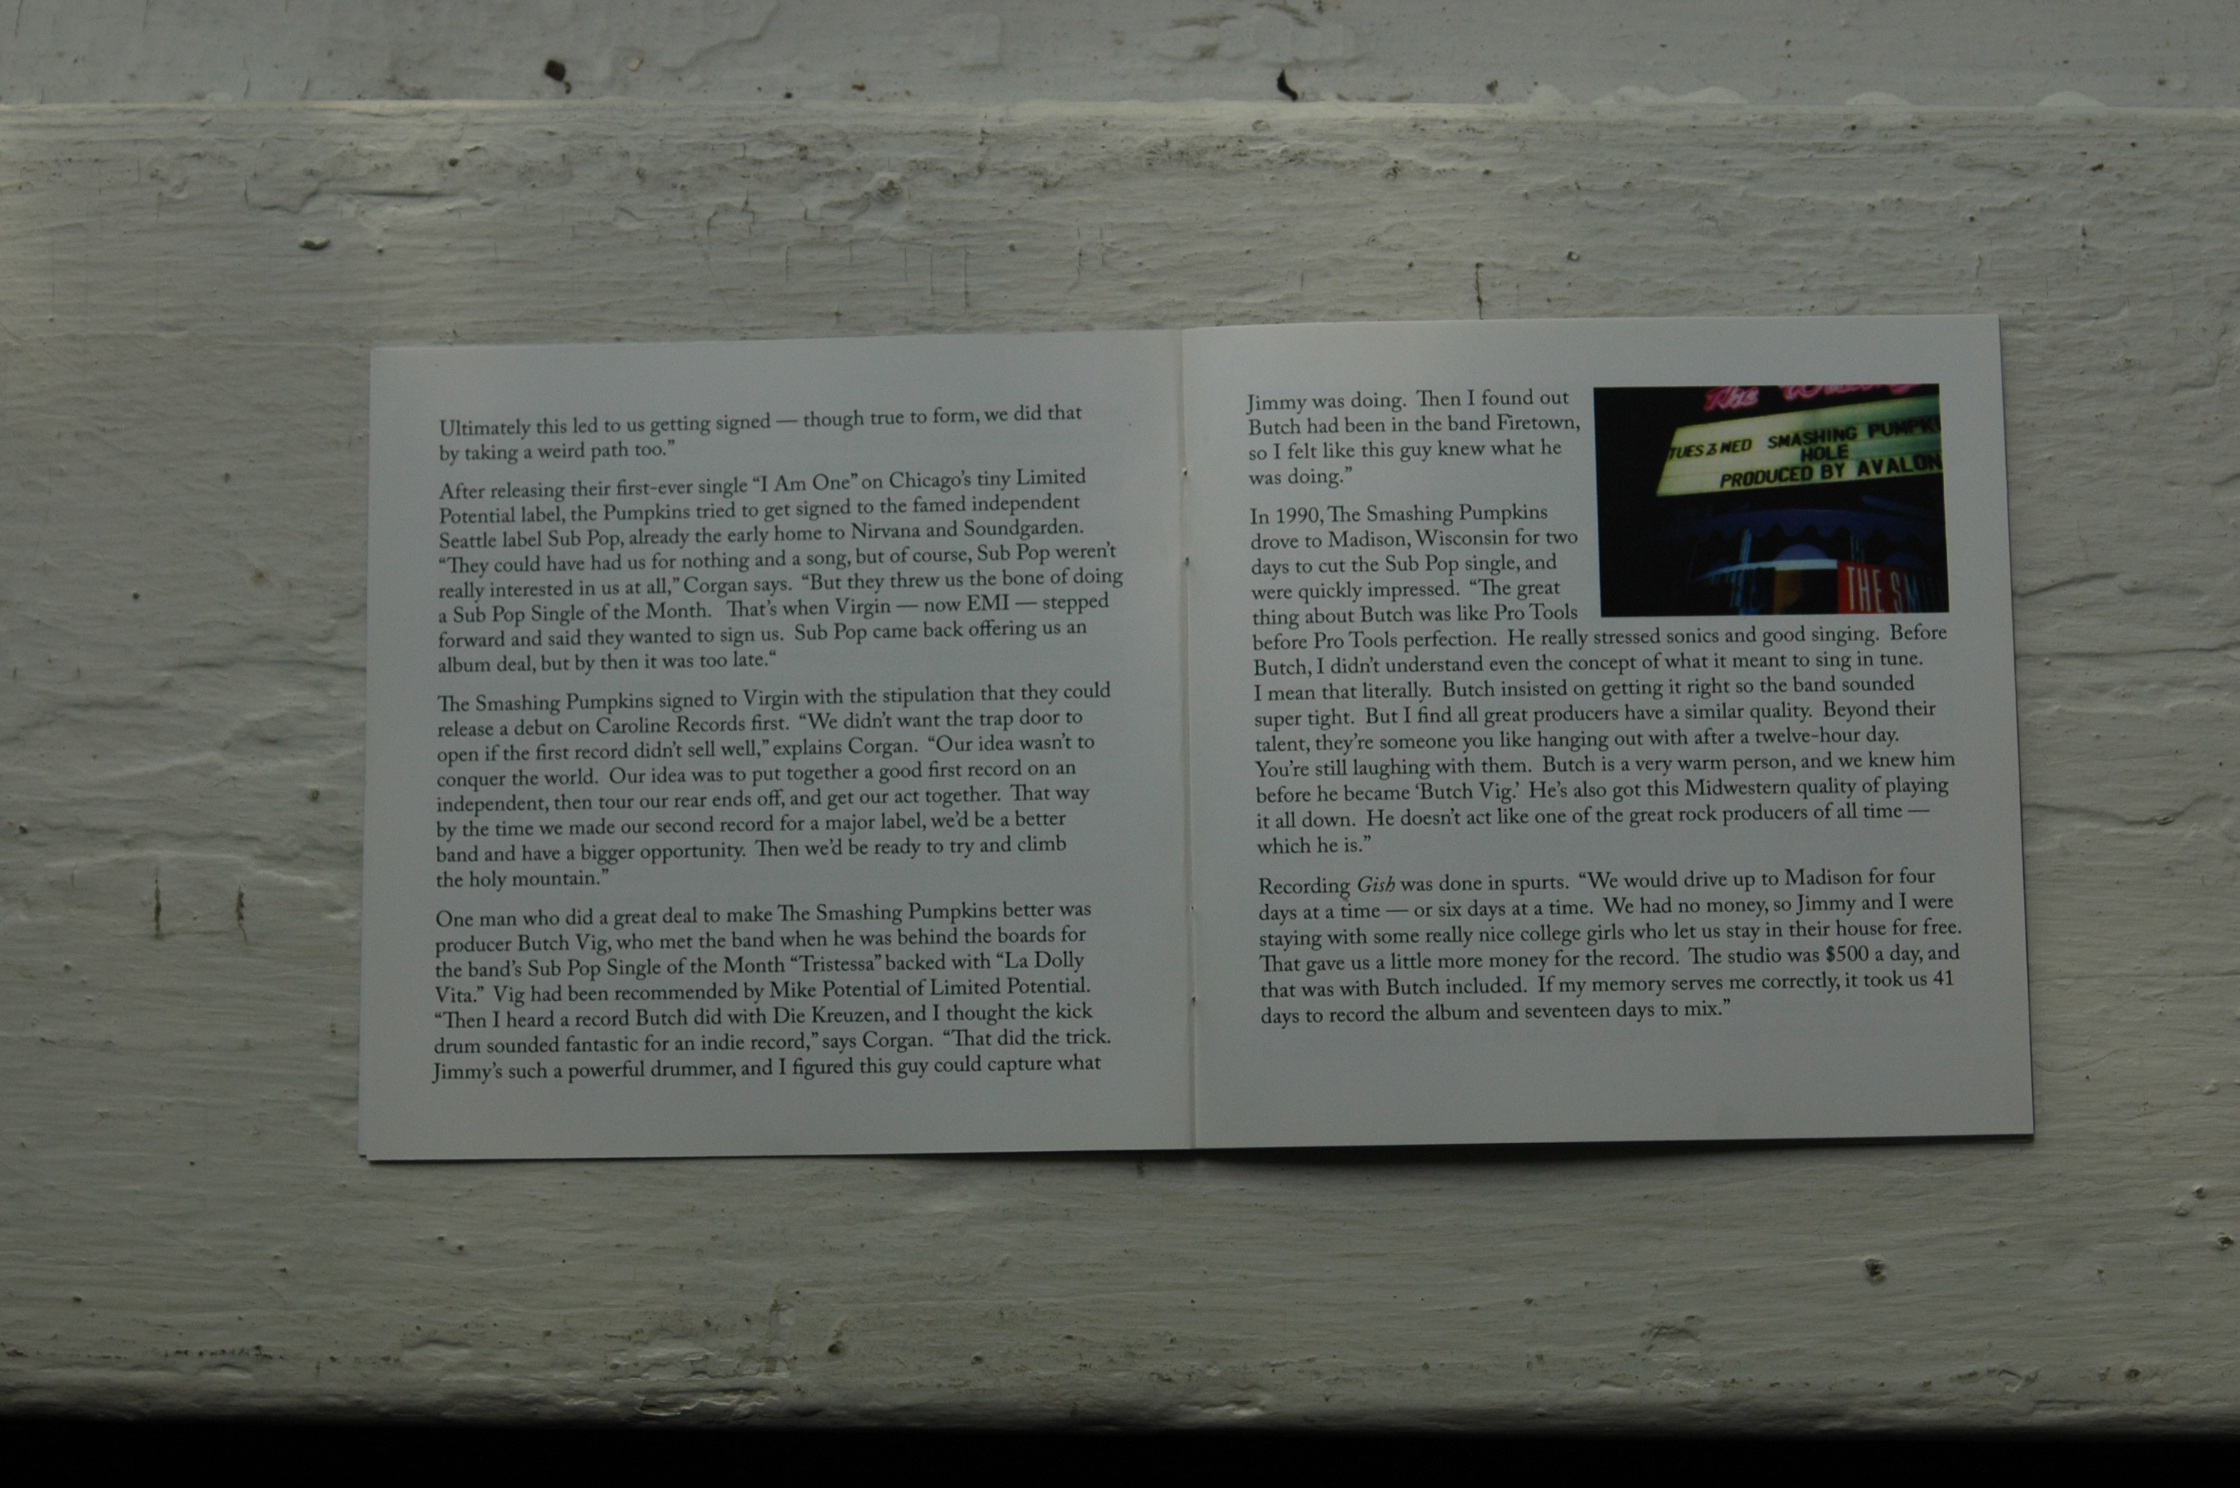 Ultimately this led to us getting signed — though true to form, we did that
by taking a weird path too.”
After releasing their first-ever single “I Am One” on Chicago’s tiny Limited
Potential label, the Pumpkins tried to get signed to the famed independent
Seattle label Sub Pop, already the early home to Nirvana and Soundgarden.
“They could have had us for nothing and a song, but of course, Sub Pop weren’t
really interested in us at all,” Corgan says. “But they threw us the bone of doing
a Sub Pop Single of the Month. That’s when Virgin — now EMI — stepped
forward and said they wanted to sign us. Sub Pop came back offering us an
album deal, but by then it was too late.“
The Smashing Pumpkins signed to Virgin with the stipulation that they could
release a debut on Caroline Records first. “We didn’t want the trap door to
open if the first record didn’t sell well,” explains Corgan. “Our idea wasn’t to
conquer the world. Our idea was to put together a good first record on an
independent, then tour our rear ends off, and get our act together. That way
by the time we made our second record for a major label, we’d be a better
band and have a bigger opportunity. Then we’d be ready to try and climb
the holy mountain.”
One man who did a great deal to make The Smashing Pumpkins better was
producer Butch Vig, who met the band when he was behind the boards for
the band’s Sub Pop Single of the Month “Tristessa” backed with “La Dolly
Vita.” Vig had been recommended by Mike Potential of Limited Potential.
“Then I heard a record Butch did with Die Kreuzen, and I thought the kick
drum sounded fantastic for an indie record,” says Corgan. “That did the trick.
Jimmy’s such a powerful drummer, and I figured this guy could capture what
Jimmy was doing. Then I found out
Butch had been in the band Firetown,
so I felt like this guy knew what he
was doing.”
In 1990, The Smashing Pumpkins
drove to Madison, Wisconsin for two
days to cut the Sub Pop single, and
were quickly impressed. “The great
thing about Butch was like Pro Tools
before Pro Tools perfection. He really stressed sonics and good singing. Before
Butch, I didn’t understand even the concept of what it meant to sing in tune.
I mean that literally. Butch insisted on getting it right so the band sounded
super tight. But I find all great producers have a similar quality. Beyond their
talent, they’re someone you like hanging out with after a twelve-hour day.
You’re still laughing with them. Butch is a very warm person, and we knew him
before he became ‘Butch Vig.’ He’s also got this Midwestern quality of playing
it all down. He doesn’t act like one of the great rock producers of all time —
which he is.”
Recording Gish was done in spurts. “We would drive up to Madison for four
days at a time — or six days at a time. We had no money, so Jimmy and I were
staying with some really nice college girls who let us stay in their house for free.
That gave us a little more money for the record. The studio was $500 a day, and
that was with Butch included. If my memory serves me correctly, it took us 41
days to record the album and seventeen days to mix.”
The
TUES & WED SMASHING PUMPK
HOLE
PRODUCED BY AVALON
THE SM